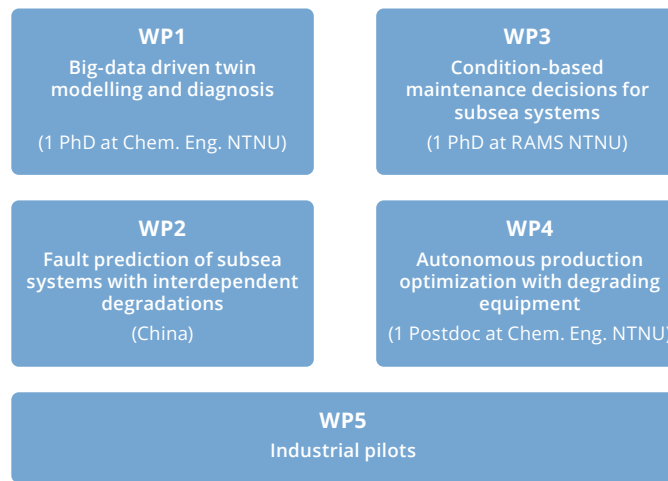 WP1
Big-data driven twin
modelling and diagnosis
(1 PhD at Chem. Eng. NTNU)
WP3
Condition-based
maintenance decisions for
subsea systems
(1 PhD at RAMS NTNU)
WP2
Fault prediction of subsea
systems with interdependent
degradations
(China)
WP4
Autonomous production
optimization with degrading
equipment
(1 Postdoc at Chem. Eng. NTNU)
WP5
Industrial pilots